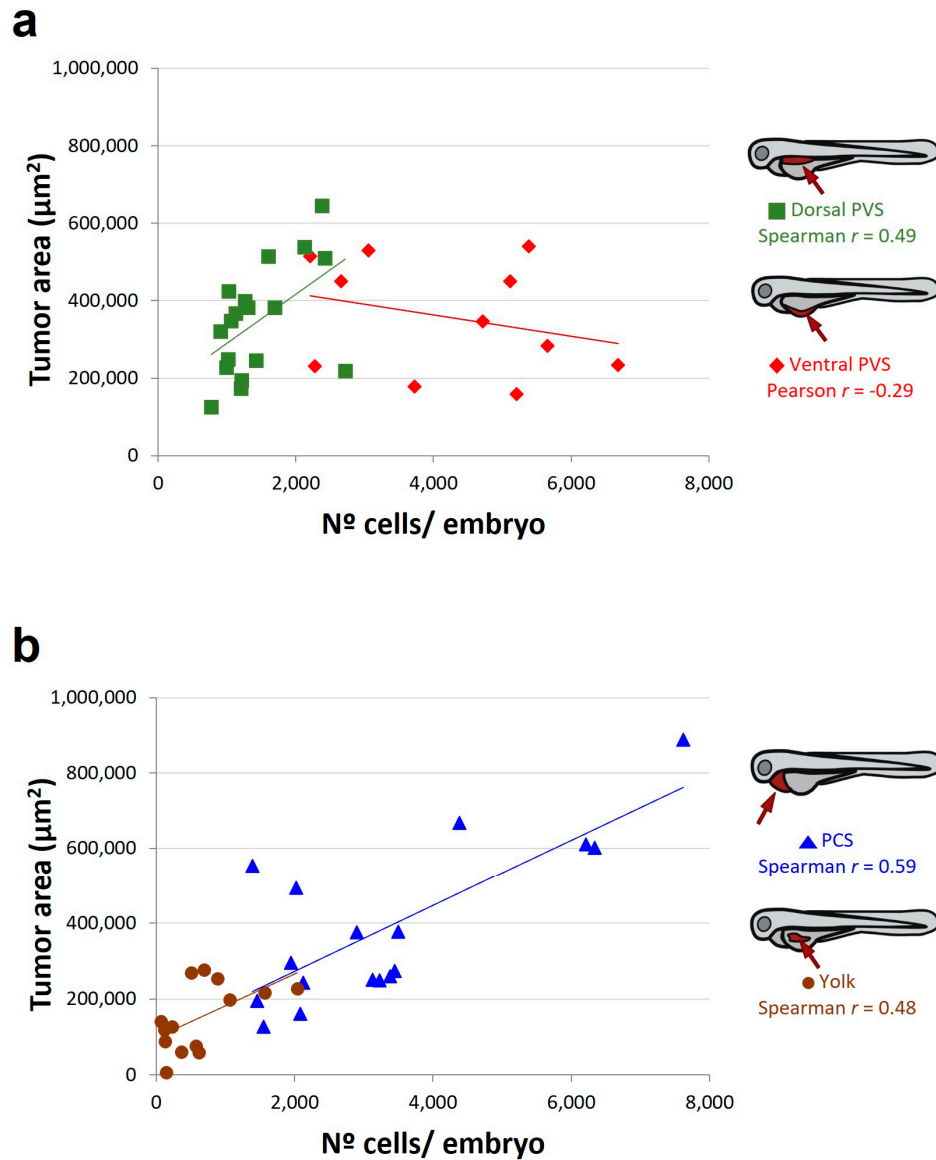 a
1,000,000
800,000
600,000
400,000
200,000
0
Tumor area (µm²)
0 2,000 4,000 6,000 8,000
Nº cells/ embryo
Dorsal PVS
Spearman r = 0.49
Ventral PVS
Pearson r = -0.29
b
1,000,000
800,000
600,000
400,000
200,000
0
Tumor area (µm²)
0 2,000 4,000 6,000 8,000
Nº cells/ embryo
PCS
Spearman r = 0.59
Yolk
Spearman r = 0.48